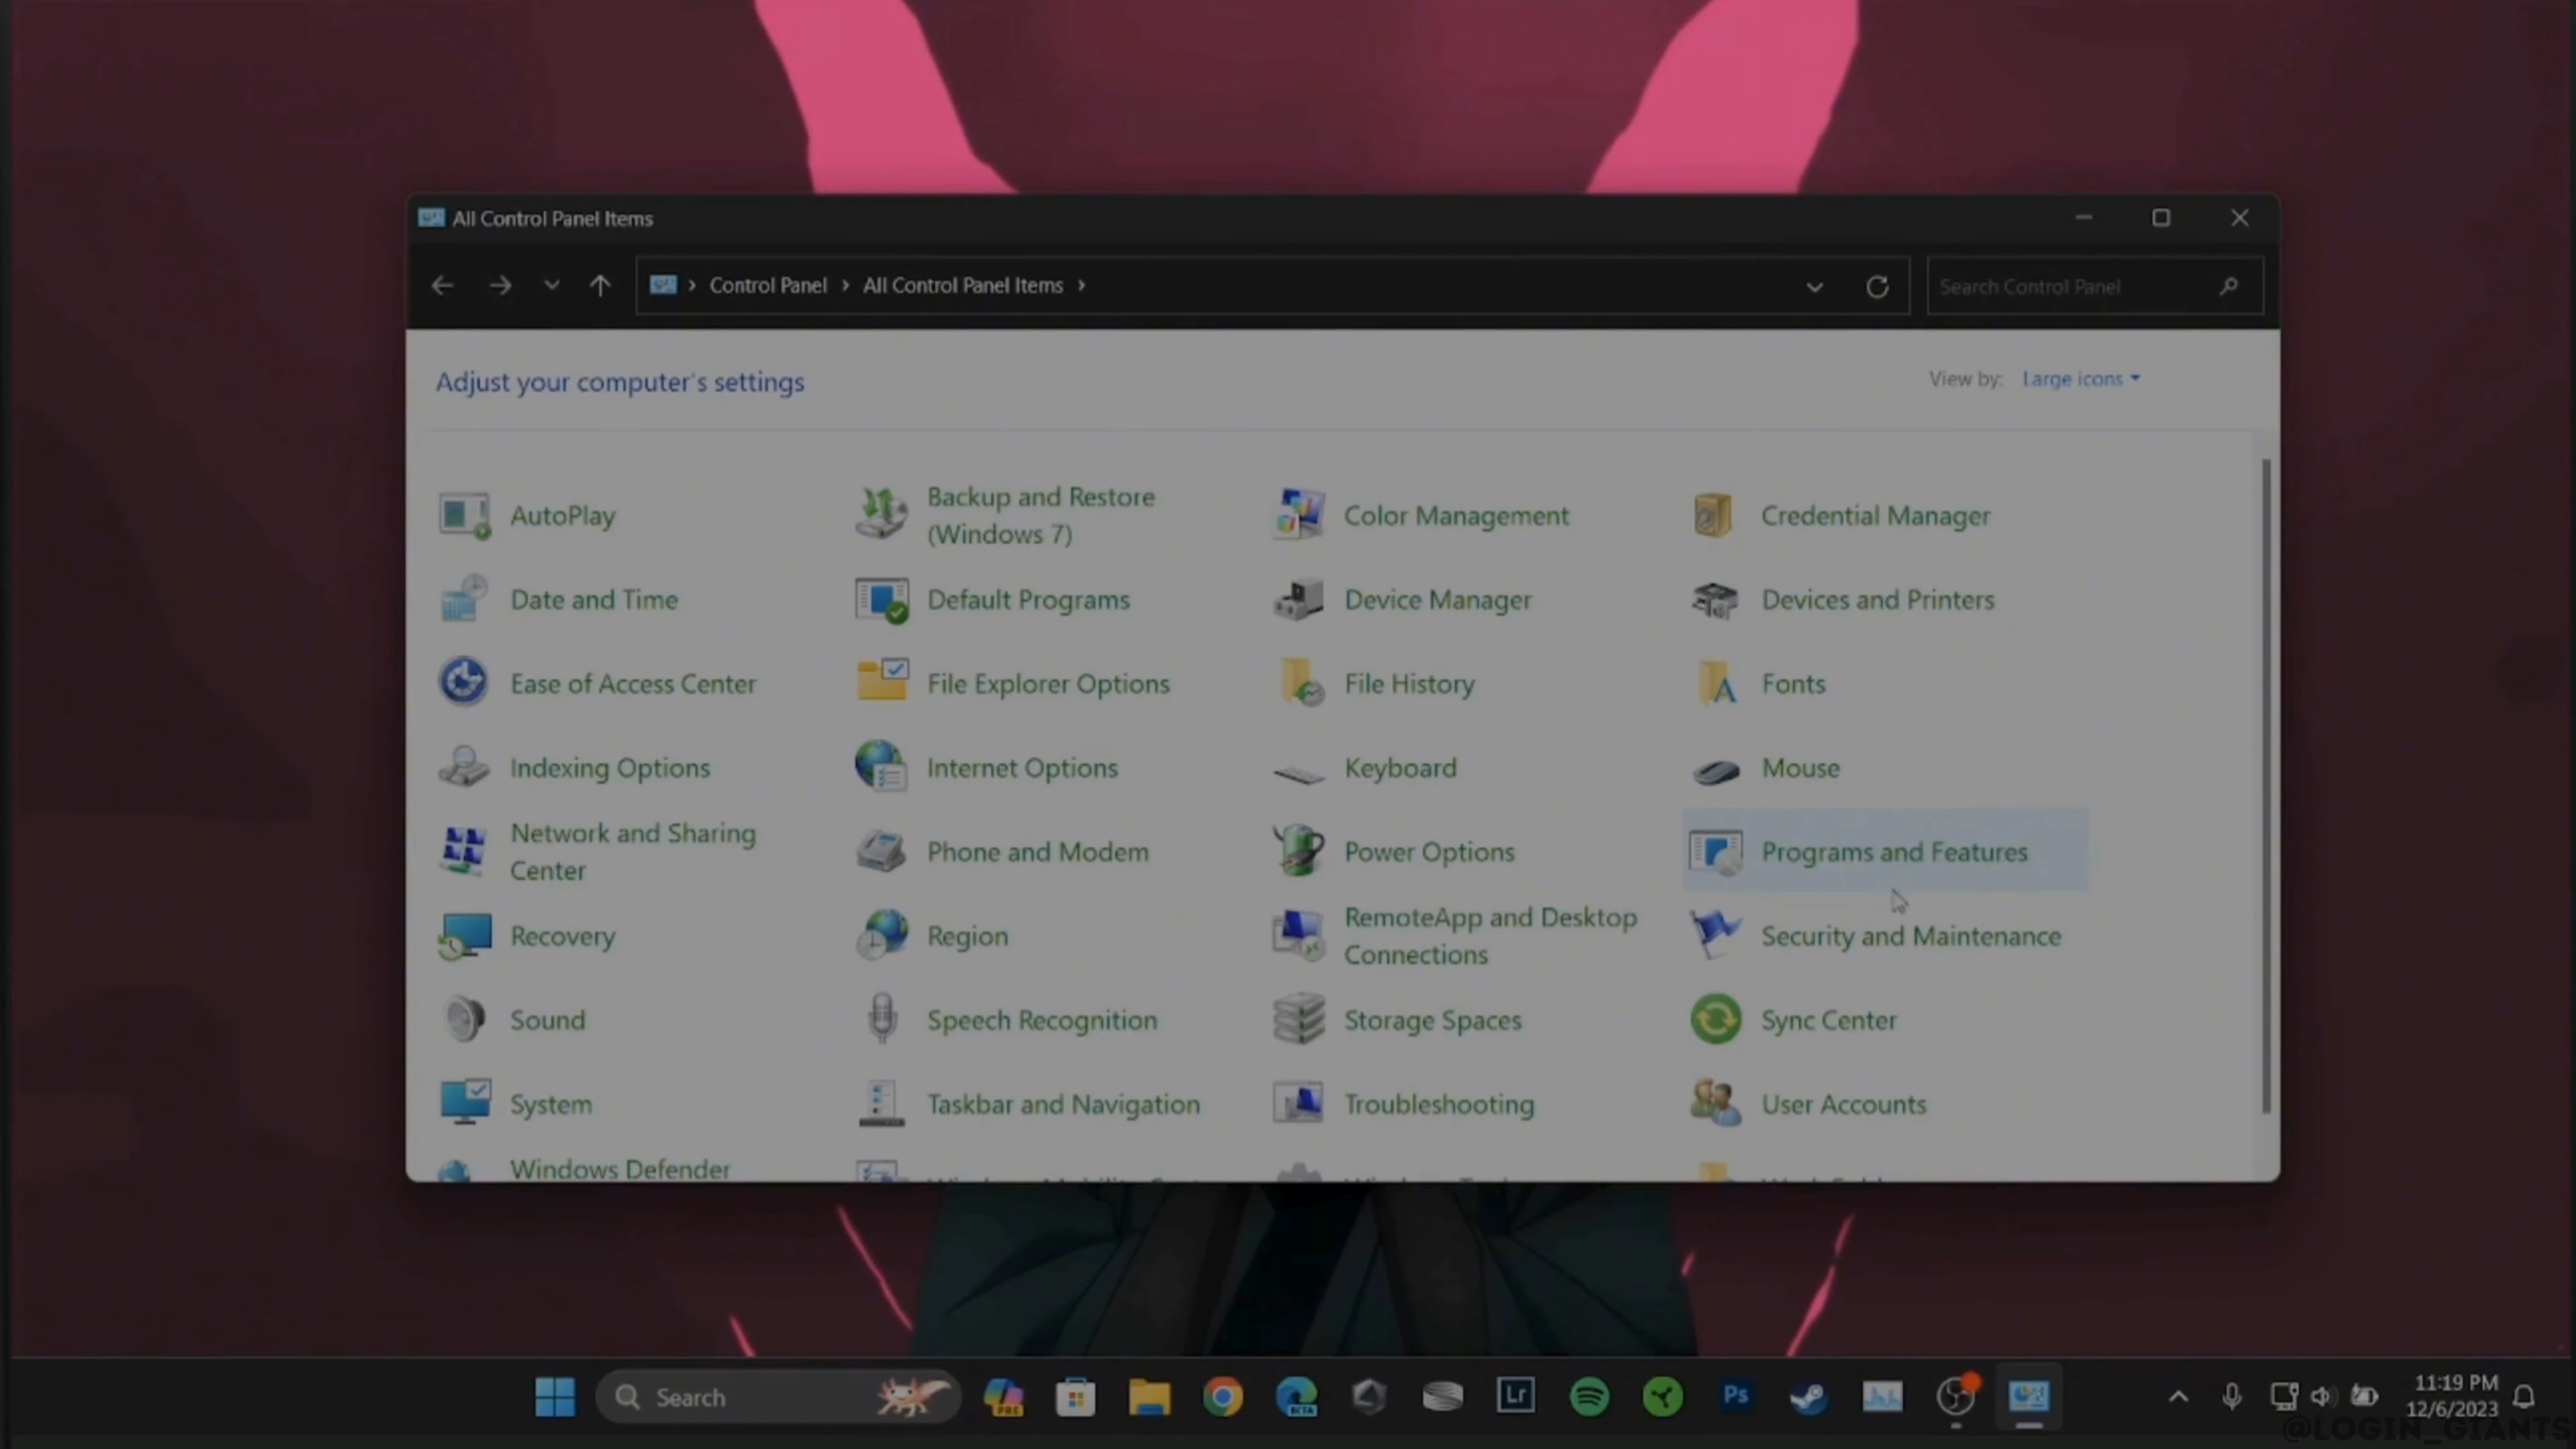 All Control Panel Items
Control Panel All Control Panel Items
Search Control Panel
Adjust your computer's settings
View by: Large icons
AutoPlay
Backup and Restore
(Windows 7)
Color Management
Credential Manager
Date and Time
Default Programs
Device Manager
Devices and Printers
Ease of Access Center
File Explorer Options
File History
Fonts
Indexing Options
Internet Options
Keyboard
Mouse
Network and Sharing
Center
Phone and Modem
Power Options
Programs and Features
Recovery
Region
RemoteApp and Desktop
Connections
Security and Maintenance
Sound
Speech Recognition
Storage Spaces
Sync Center
System
Taskbar and Navigation
Troubleshooting
User Accounts
Windows Defender
Search
PRE
BETA
Lr
Ps
11:19 PM
12/6/2023
@LOGIN_GIANTS